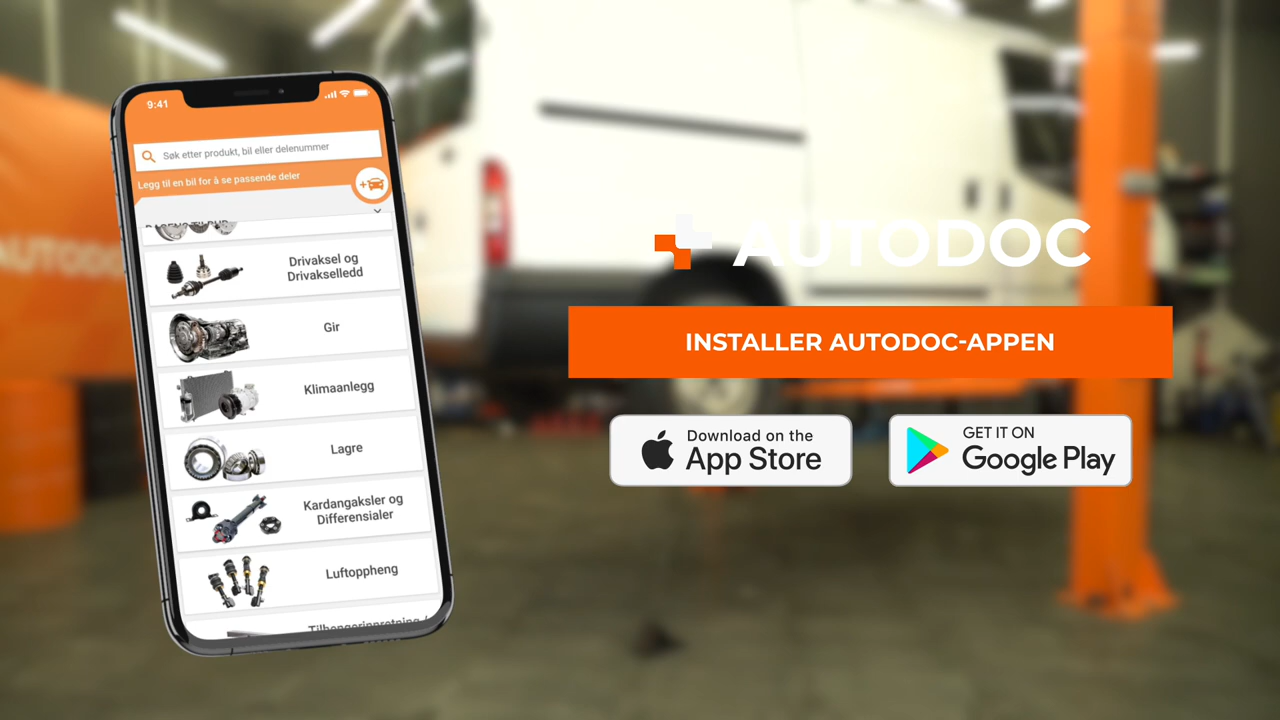 9:41
Søk etter produkt, bil eller delenummer
Legg til en bil for å se passende deler
Drivaksel og
Drivakselledd
Gir
Klimaanlegg
Lagre
Kardangaksler og
Differensialer
Luftoppheng
Tilhengerinnretning /
AUTODOC
INSTALLER AUTODOC-APPEN
Download on the
App Store
GET IT ON
Google Play
AUTODOC